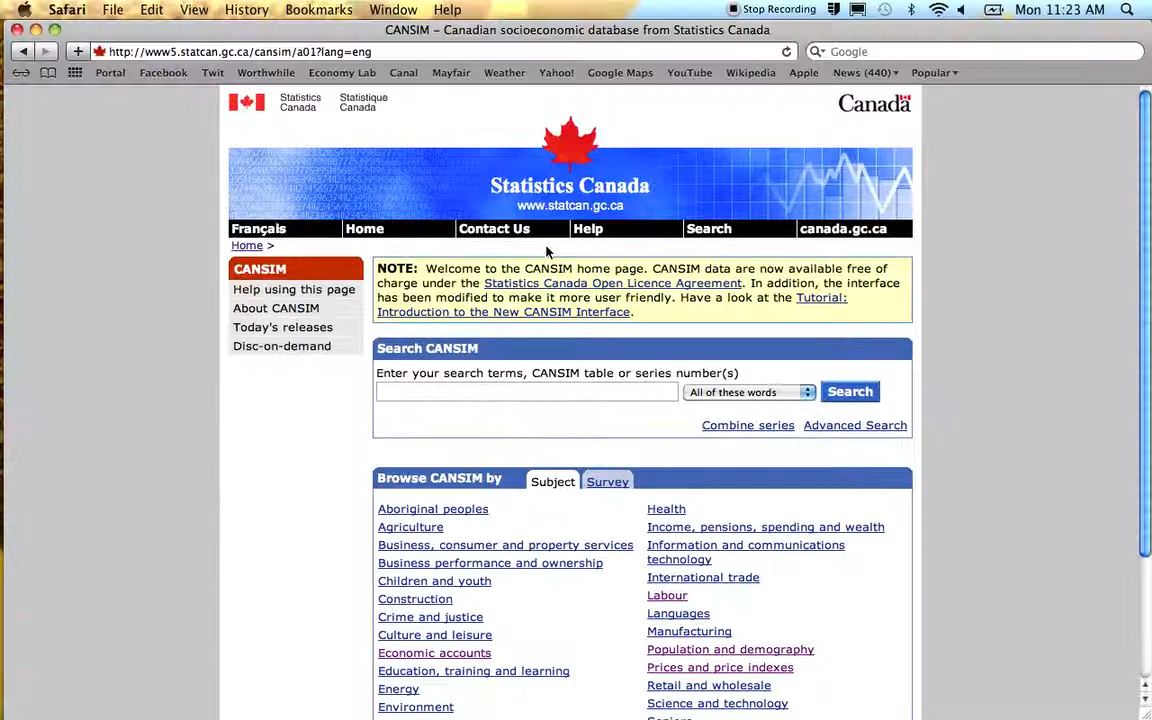 Safari File Edit View History Bookmarks Window Help Stop Recording Mon 11:23 AM
CANSIM – Canadian socioeconomic database from Statistics Canada
http://www5.statcan.gc.ca/cansim/a01?lang=eng Google
Portal Facebook Twit Worthwhile Economy Lab Canal Mayfair Weather Yahoo! Google Maps YouTube Wikipedia Apple News (440) Popular
Statistics Canada Statistique Canada Canada
Statistics Canada
www.statcan.gc.ca
Français Home Contact Us Help Search canada.gc.ca
Home >
CANSIM
Help using this page
About CANSIM
Today's releases
Disc-on-demand
NOTE: Welcome to the CANSIM home page. CANSIM data are now available free of
charge under the Statistics Canada Open Licence Agreement. In addition, the interface
has been modified to make it more user friendly. Have a look at the Tutorial:
Introduction to the New CANSIM Interface.
Search CANSIM
Enter your search terms, CANSIM table or series number(s)
All of these words Search
Combine series Advanced Search
Browse CANSIM by Subject Survey
Aboriginal peoples
Agriculture
Business, consumer and property services
Business performance and ownership
Children and youth
Construction
Crime and justice
Culture and leisure
Economic accounts
Education, training and learning
Energy
Environment
Health
Income, pensions, spending and wealth
Information and communications
technology
International trade
Labour
Languages
Manufacturing
Population and demography
Prices and price indexes
Retail and wholesale
Science and technology